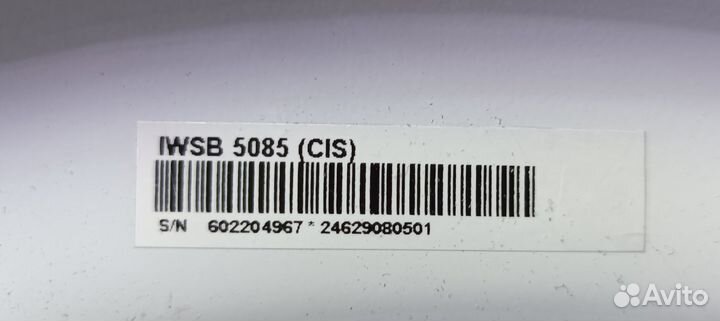 IWSB 5085 (CIS)
S/N 602204967 * 24629080501
Avito